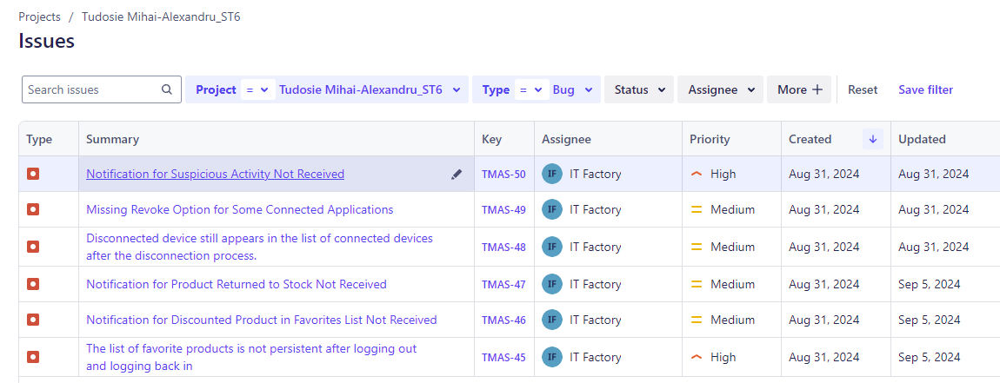 Projects / Tudosie Mihai-Alexandru_ST6
Issues
Search issues Project = Tudosie Mihai-Alexandru_ST6 Type = Bug Status Assignee More + Reset Save filter
Type Summary Key Assignee Priority Created Updated
Notification for Suspicious Activity Not Received TMAS-50 IF IT Factory High Aug 31, 2024 Aug 31, 2024
Missing Revoke Option for Some Connected Applications TMAS-49 IF IT Factory Medium Aug 31, 2024 Aug 31, 2024
Disconnected device still appears in the list of connected devices
after the disconnection process. TMAS-48 IF IT Factory Medium Aug 31, 2024 Aug 31, 2024
Notification for Product Returned to Stock Not Received TMAS-47 IF IT Factory Medium Aug 31, 2024 Sep 5, 2024
Notification for Discounted Product in Favorites List Not Received TMAS-46 IF IT Factory Medium Aug 31, 2024 Sep 5, 2024
The list of favorite products is not persistent after logging out
and logging back in TMAS-45 IF IT Factory High Aug 31, 2024 Sep 5, 2024